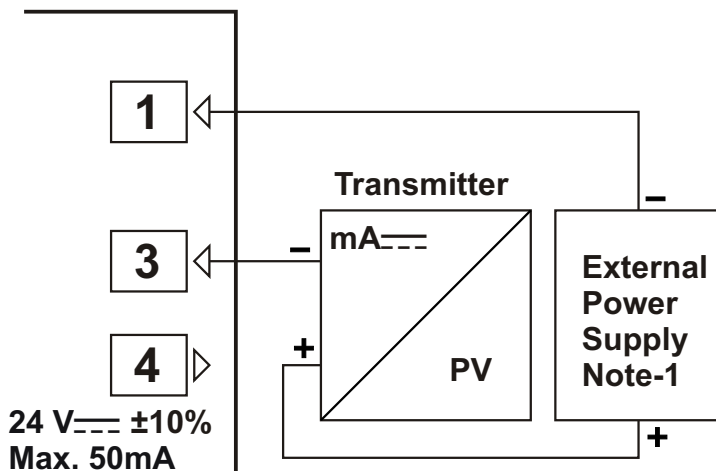 1
3
4
24 V ±10%
Max. 50mA
Transmitter
mA
PV
–
+
External
Power
Supply
Note-1
–
+